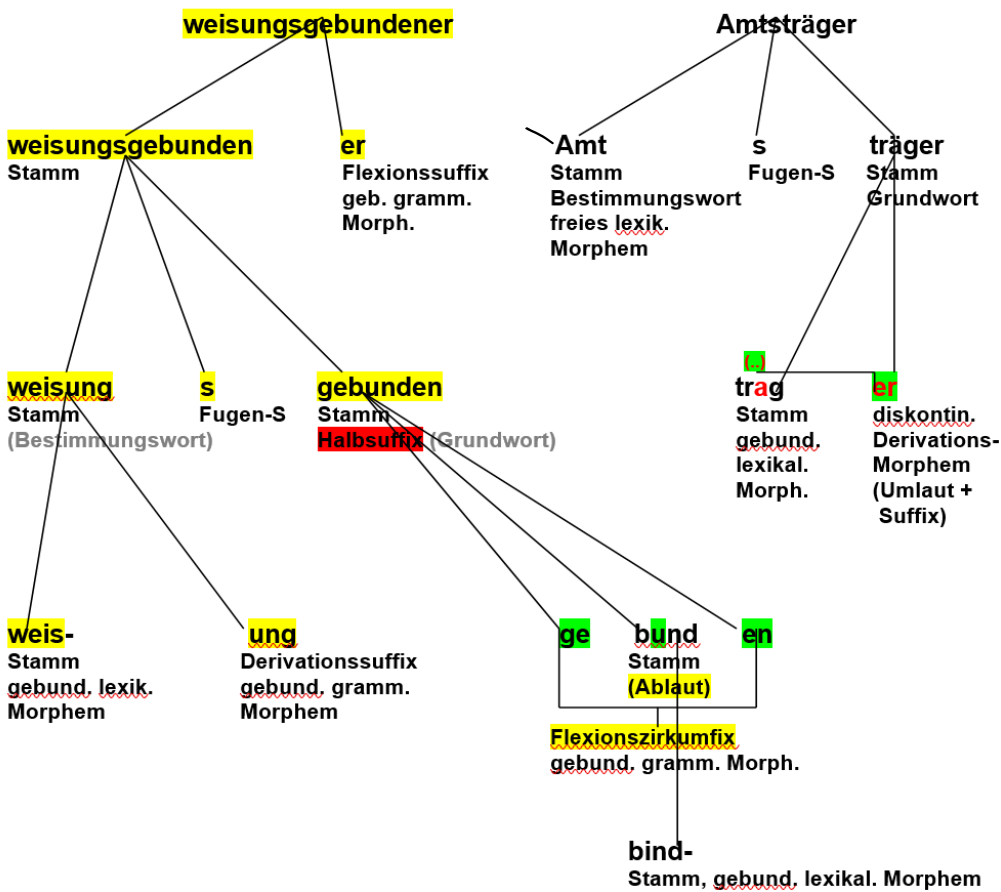 weisungsgebundener
Amtsträger
weisungsgebunden
Stamm
er
Flexionssuffix
geb. gramm.
Morph.
Amt
Stamm
Bestimmungswort
freies lexik.
Morphem
s
Fugen-S
träger
Stamm
Grundwort
weisung
Stamm
(Bestimmungswort)
s
Fugen-S
gebunden
Stamm
Halbsuffix (Grundwort)
(..)
trag
Stamm
gebund.
lexikal.
Morph.
er
diskontin.
Derivations-
Morphem
(Umlaut +
Suffix)
weis-
Stamm
gebund. lexik.
Morphem
ung
Derivationssuffix
gebund. gramm.
Morphem
ge
bund
Stamm
(Ablaut)
en
Flexionszirkumfix
gebund. gramm. Morph.
bind-
Stamm, gebund. lexikal. Morphem